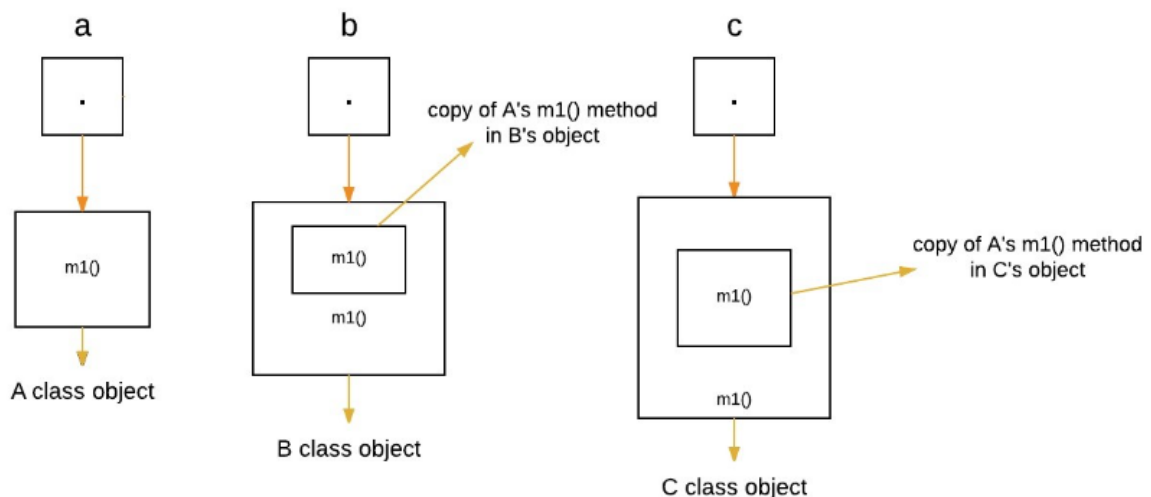 a
b
c
copy of A's m1() method
in B's object
m1()
m1()
m1()
copy of A's m1() method
in C's object
m1()
m1()
A class object
B class object
C class object